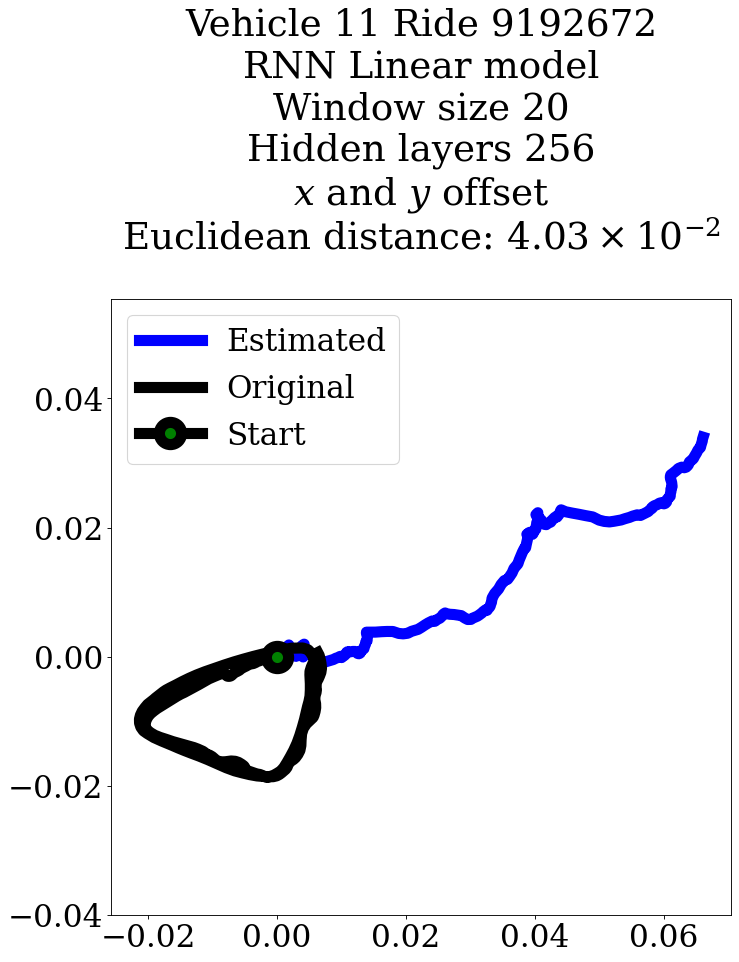 Vehicle 11 Ride 9192672
RNN Linear model
Window size 20
Hidden layers 256
x and y offset
Euclidean distance: 4.03 × 10⁻²
Estimated
Original
Start
0.04
0.02
0.00
−0.02
−0.04
−0.02 0.00 0.02 0.04 0.06